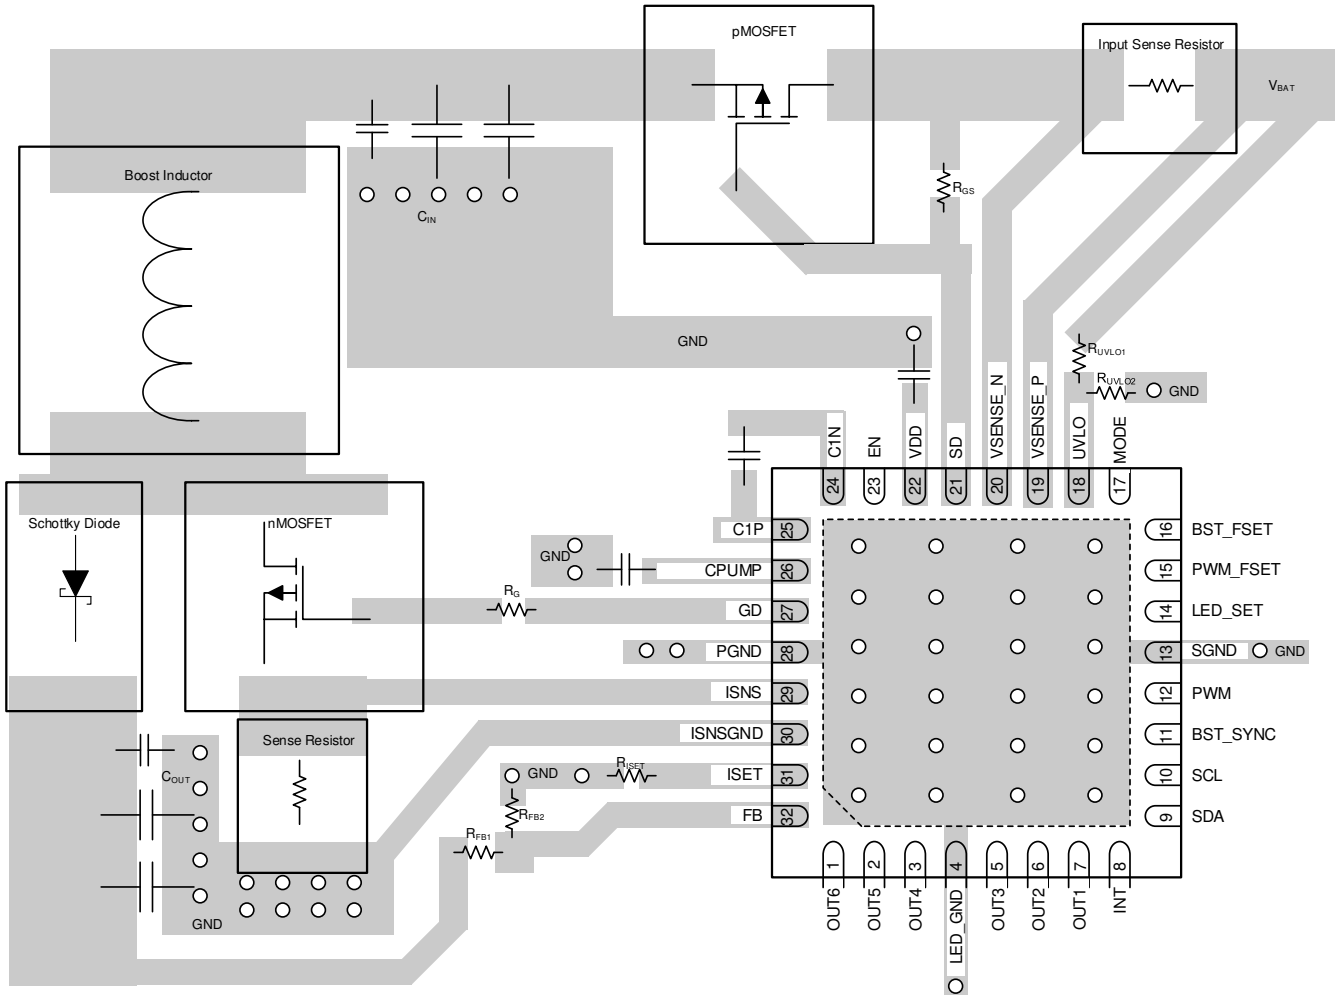 pMOSFET
Input Sense Resistor
VBAT
Boost Inductor
RGS
CIN
GND
RUVLO1
RUVLO2
GND
C1N
EN
VDD
SD
VSENSE_N
VSENSE_P
UVLO
MODE
24
23
22
21
20
19
18
17
Schottky Diode
nMOSFET
C1P
25
16
BST_FSET
GND
CPUMP
26
15
PWM_FSET
RG
GD
27
14
LED_SET
PGND
28
13
SGND
GND
ISNS
29
12
PWM
Sense Resistor
ISNSGND
30
11
BST_SYNC
COUT
GND
RISET
ISET
31
10
SCL
RFB2
FB
32
9
SDA
RFB1
1
2
3
4
5
6
7
8
OUT6
OUT5
OUT4
LED_GND
OUT3
OUT2
OUT1
INT
GND